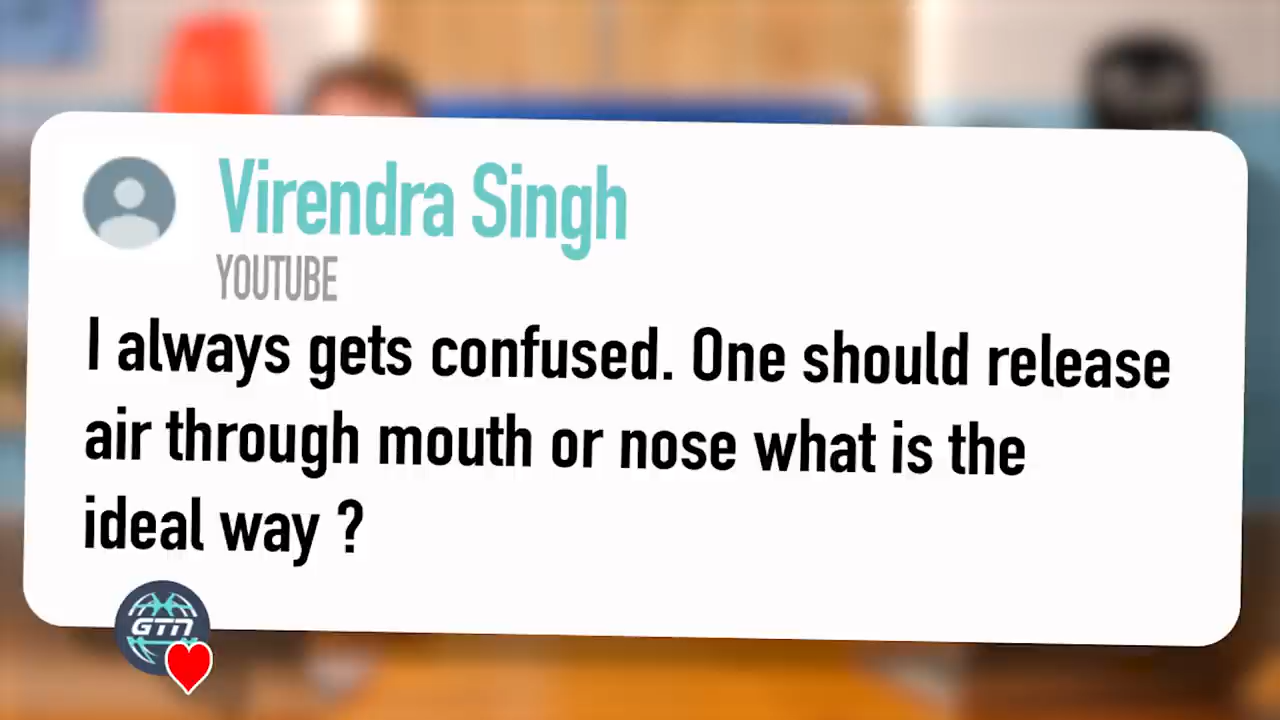 Virendra Singh
YOUTUBE
I always gets confused. One should release
air through mouth or nose what is the
ideal way ?
GTN